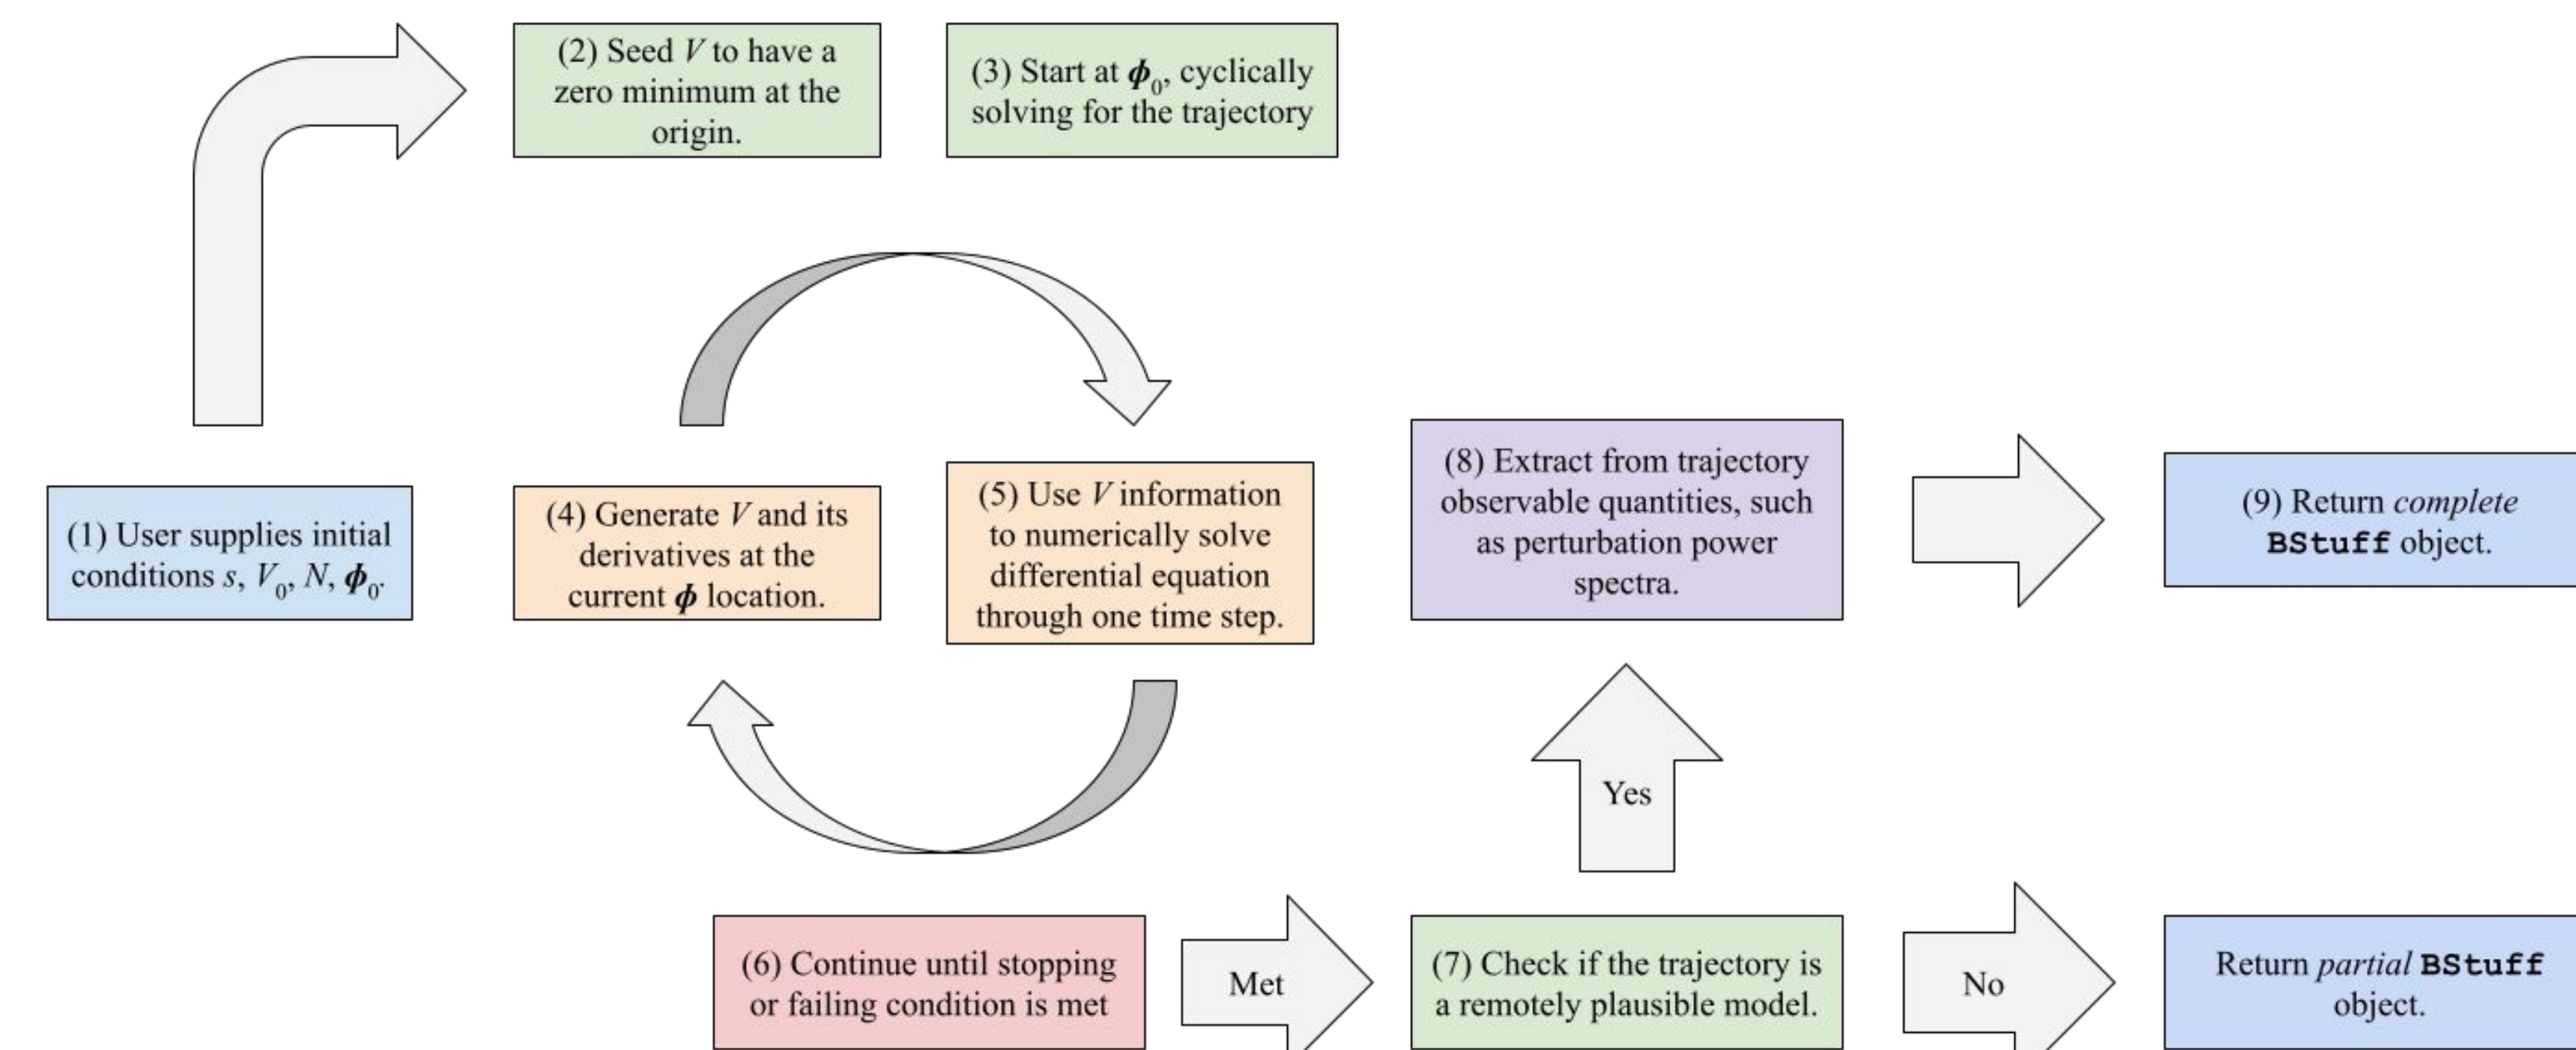 (1) User supplies initial
conditions s, V₀, N, ϕ₀.
(2) Seed V to have a
zero minimum at the
origin.
(3) Start at ϕ₀, cyclically
solving for the trajectory
(4) Generate V and its
derivatives at the
current ϕ location.
(5) Use V information
to numerically solve
differential equation
through one time step.
(6) Continue until stopping
or failing condition is met
Met
(7) Check if the trajectory is
a remotely plausible model.
Yes
(8) Extract from trajectory
observable quantities, such
as perturbation power
spectra.
(9) Return complete
BStuff object.
No
Return partial BStuff
object.